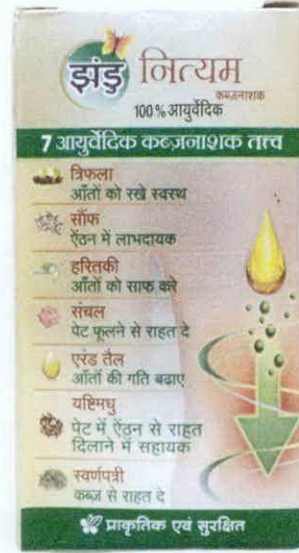 झंडु नित्यम
कब्ज़नाशक
100% आयुर्वेदिक
7 आयुर्वेदिक कब्ज़नाशक तत्त्व
त्रिफला
आँतों को रखे स्वस्थ
सौंफ
ऐंठन में लाभदायक
हरितकी
आँतों को साफ करे
संचल
पेट फूलने से राहत दे
एरंड तैल
आँतों की गति बढाए
यष्टिमधु
पेट में ऐंठन से राहत
दिलाने में सहायक
स्वर्णपत्री
कब्ज से राहत दे
प्राकृतिक एवं सुरक्षित